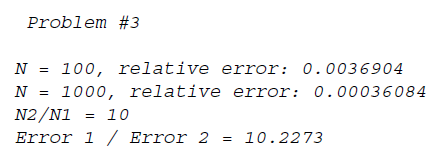 Problem #3
N = 100, relative error: 0.0036904
N = 1000, relative error: 0.00036084
N2/N1 = 10
Error 1 / Error 2 = 10.2273